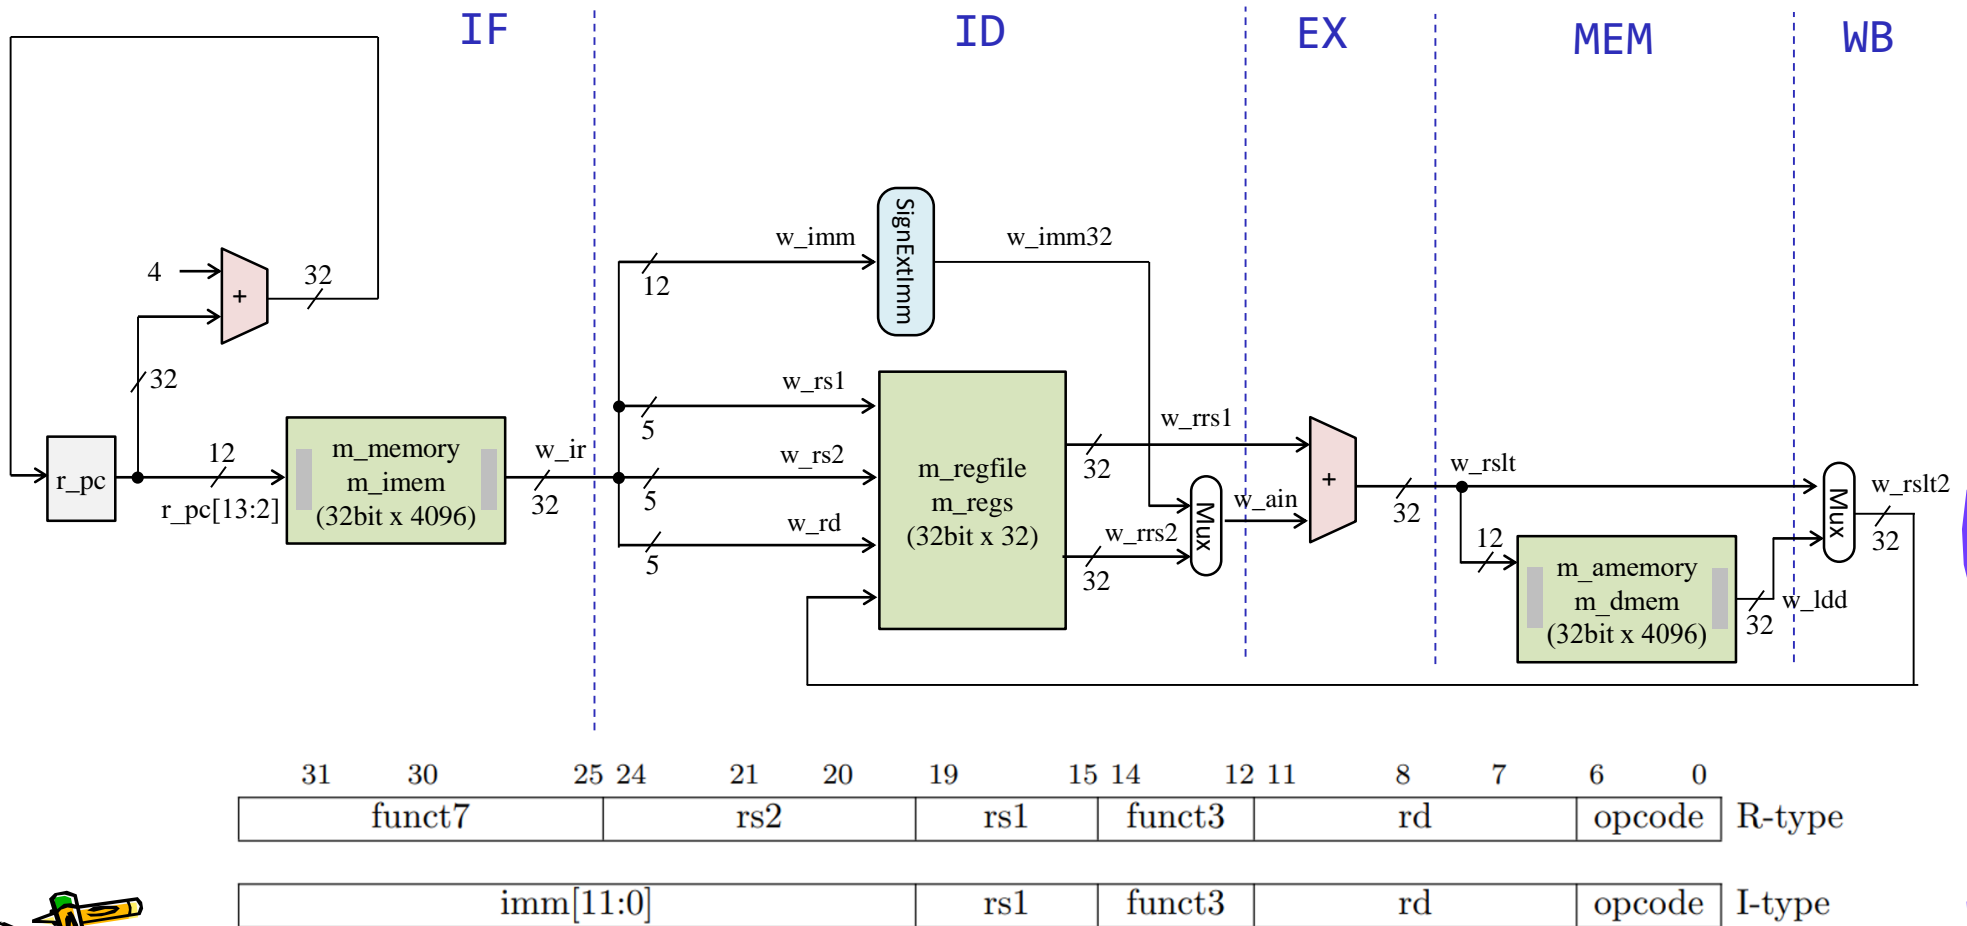 IF
ID
EX
MEM
WB
SignExtImm
w_imm
w_imm32
12
4
+
32
32
w_rs1
5
w_rrs1
32
r_pc
12
r_pc[13:2]
m_memory
m_imem
(32bit x 4096)
w_ir
32
w_rs2
5
w_rd
5
m_regfile
m_regs
(32bit x 32)
w_rrs2
32
Mux
w_ain
+
32
w_rslt
12
m_amemory
m_dmem
(32bit x 4096)
32
w_ldd
Mux
w_rslt2
32
31 30 25 24 21 20 19 15 14 12 11 8 7 6 0
funct7 rs2 rs1 funct3 rd opcode R-type
imm[11:0] rs1 funct3 rd opcode I-type